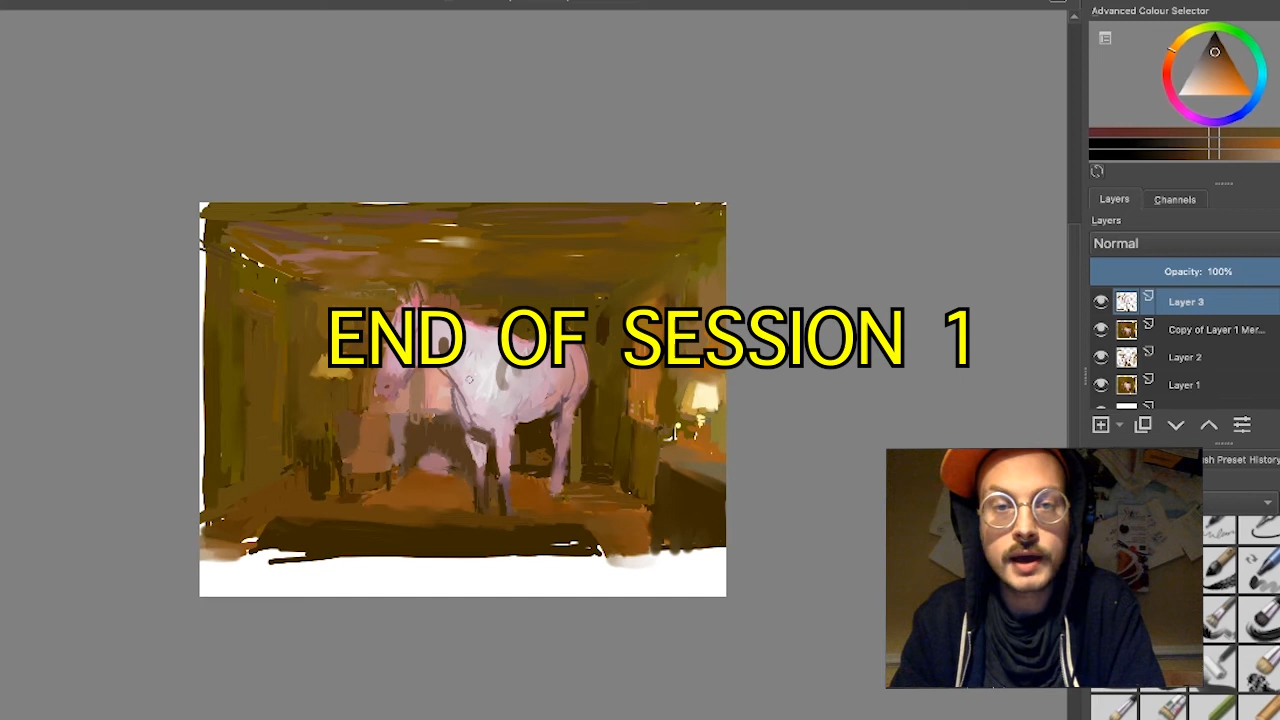 Advanced Colour Selector
Layers
Channels
Layers
Normal
Opacity: 100%
Layer 3
Copy of Layer 1 Mer...
Layer 2
Layer 1
END OF SESSION 1
Preset History